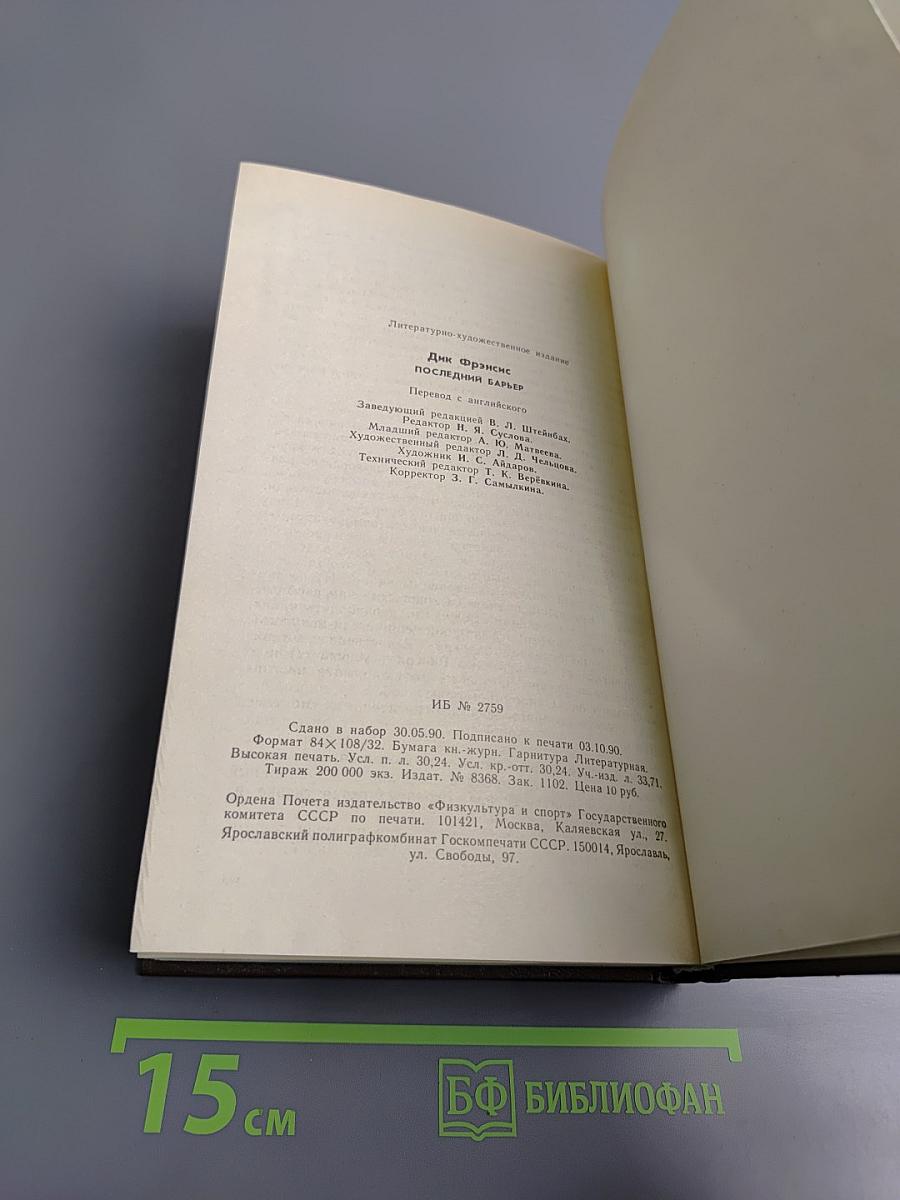 Литературно-художественное издание
Дик Фрэнсис
ПОСЛЕДНИЙ БАРЬЕР
Перевод с английского
Заведующий редакцией В. Л. Штейнбах.
Редактор Н. Я. Суслова.
Младший редактор А. Ю. Матвеева.
Художественный редактор Л. Д. Чельцова.
Художник И. С. Айдаров.
Технический редактор Т. К. Верёвкина.
Корректор З. Г. Самылкина.
ИБ № 2759
Сдано в набор 30.05.90. Подписано к печати 03.10.90.
Формат 84×108/32. Бумага кн.-журн. Гарнитура Литературная.
Высокая печать. Усл. п. л. 30,24. Усл. кр.-отт. 30,24. Уч.-изд. л. 33,71.
Тираж 200 000 экз. Издат. № 8368. Зак. 1102. Цена 10 руб.
Ордена Почета издательство «Физкультура и спорт» Государственного
комитета СССР по печати. 101421, Москва, Каляевская ул., 27.
Ярославский полиграфкомбинат Госкомпечати СССР. 150014, Ярославль,
ул. Свободы, 97.
15 см
БФ БИБЛИОФАН